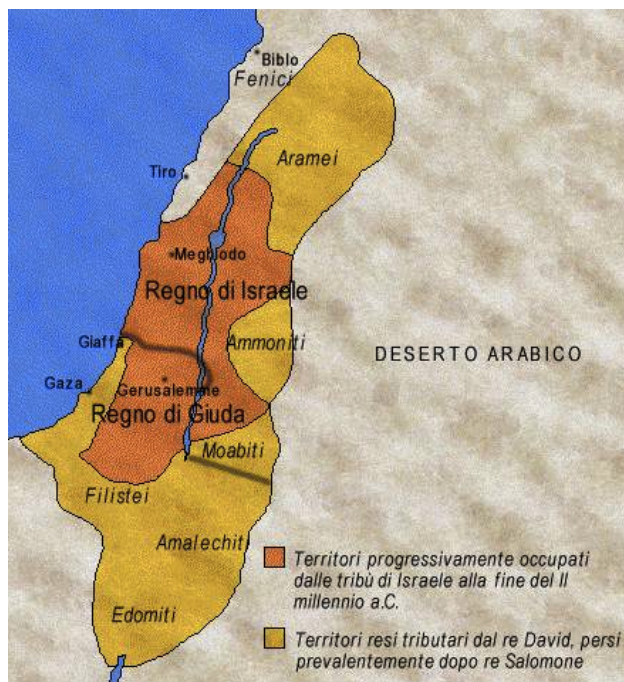 Biblo
Fenici
Aramei
Tiro
Meghiddo
Regno di Israele
Giaffa
Ammoniti
DESERTO ARABICO
Gaza
Gerusalemme
Regno di Giuda
Moabiti
Filistei
Amalechiti
Territori progressivamente occupati
dalle tribù di Israele alla fine del II
millennio a.C.
Edomiti
Territori resi tributari dal re David, persi
prevalentemente dopo re Salomone